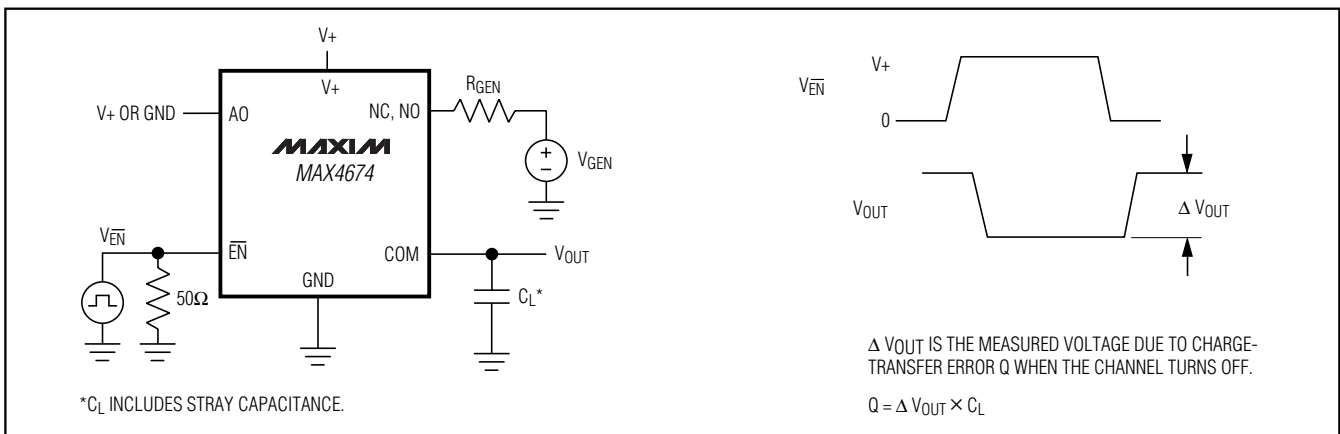 V+
V+
V+ OR GND
AO
NC, NO
RGEN
MAXIM
MAX4674
VGEN
VEN
EN
COM
VOUT
50Ω
GND
CL*
*CL INCLUDES STRAY CAPACITANCE.
V+
VEN
0
VOUT
Δ VOUT
Δ VOUT IS THE MEASURED VOLTAGE DUE TO CHARGE-
TRANSFER ERROR Q WHEN THE CHANNEL TURNS OFF.
Q = Δ VOUT × CL